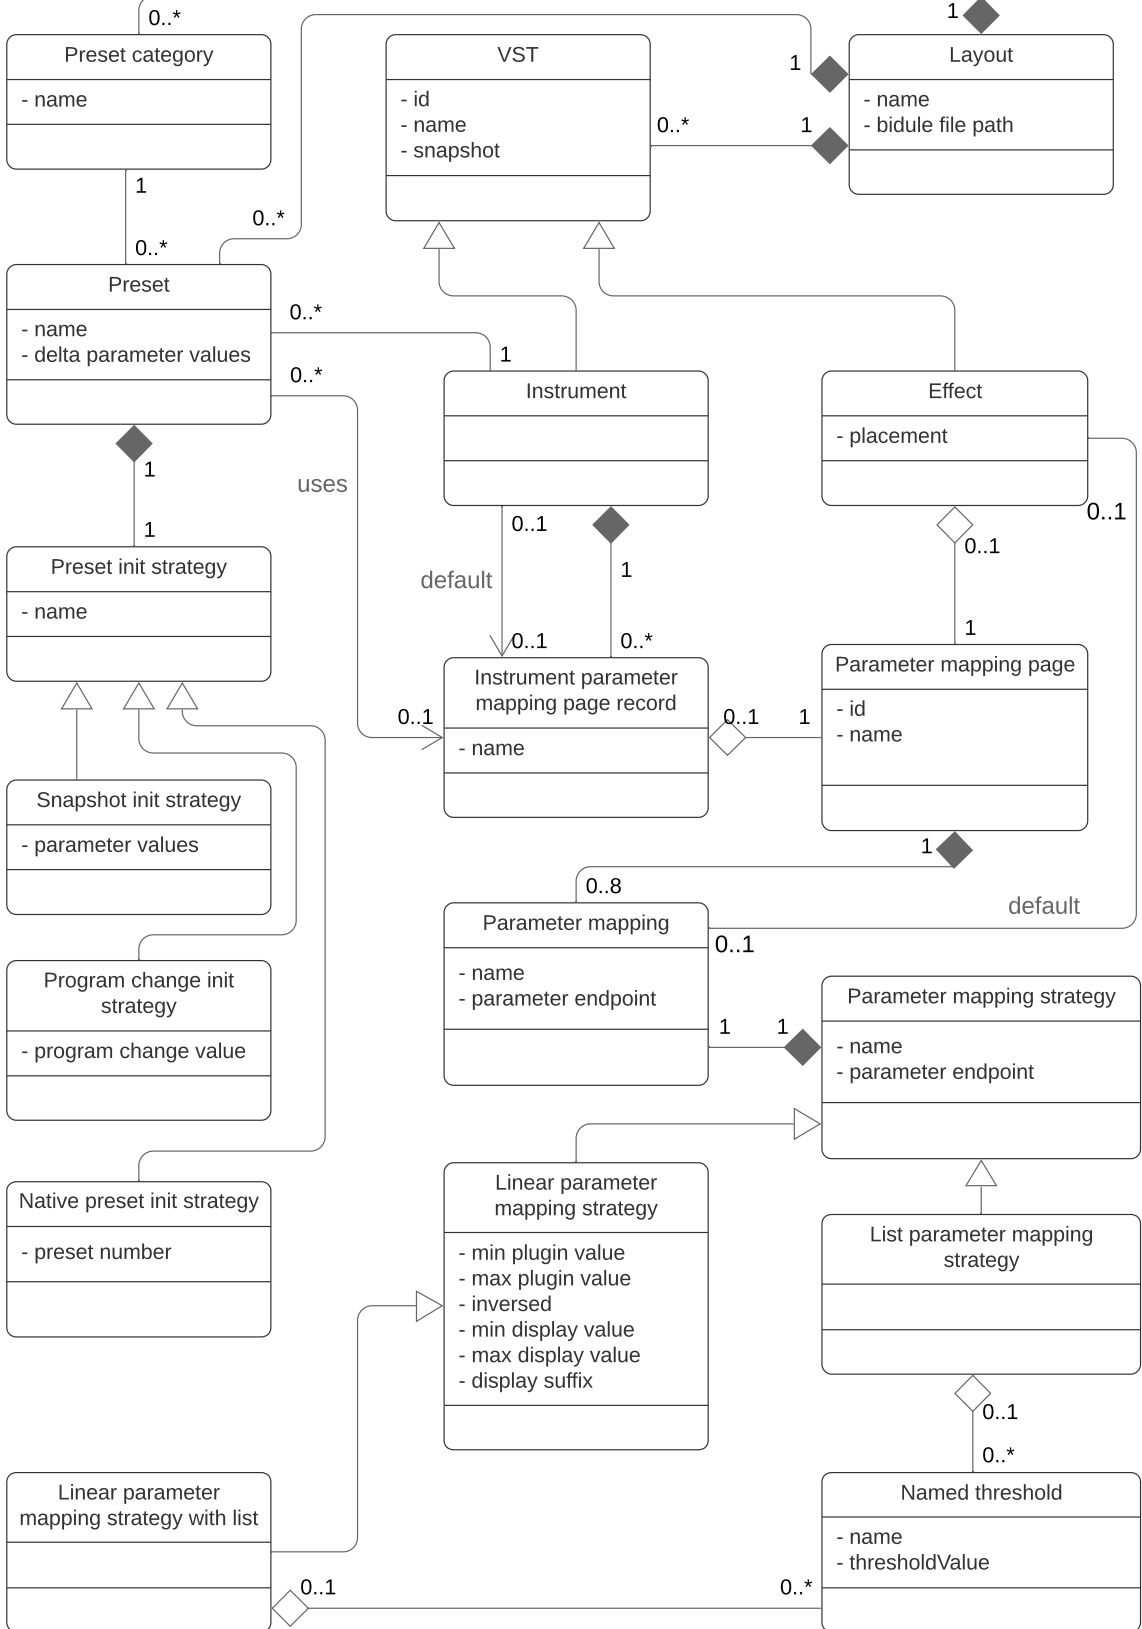 0..*
1
Preset category
- name
VST
- id
- name
- snapshot
Layout
- name
- bidule file path
1
0..*
1
1
0..*
0..*
Preset
- name
- delta parameter values
0..*
1
0..*
uses
Instrument
Effect
- placement
0..1
1
1
0..1
default
0..1
1
0..*
0..1
1
Preset init strategy
- name
Instrument parameter
mapping page record
- name
0..1
0..1
1
Parameter mapping page
- id
- name
Snapshot init strategy
- parameter values
1
0..8
Parameter mapping
- name
- parameter endpoint
0..1
default
Program change init
strategy
- program change value
1
1
Parameter mapping strategy
- name
- parameter endpoint
Native preset init strategy
- preset number
Linear parameter
mapping strategy
- min plugin value
- max plugin value
- inversed
- min display value
- max display value
- display suffix
List parameter mapping
strategy
0..1
0..*
Linear parameter
mapping strategy with list
0..1
0..*
Named threshold
- name
- thresholdValue